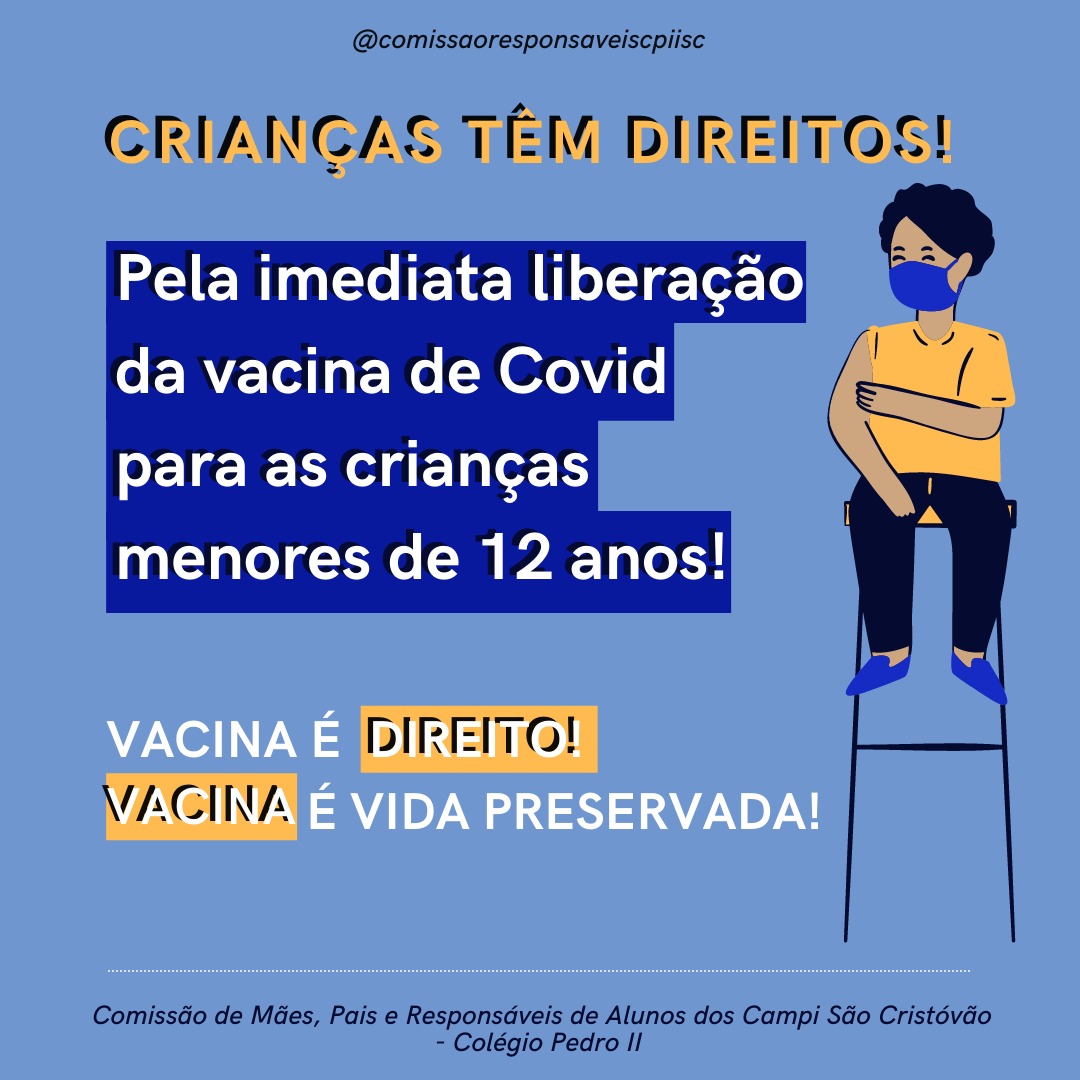 @comissaoresponsaveiscpiisc
CRIANÇAS TÊM DIREITOS!
Pela imediata liberação
da vacina de Covid
para as crianças
menores de 12 anos!
VACINA É DIREITO!
VACINA É VIDA PRESERVADA!
Comissão de Mães, Pais e Responsáveis de Alunos dos Campi São Cristóvão
- Colégio Pedro II